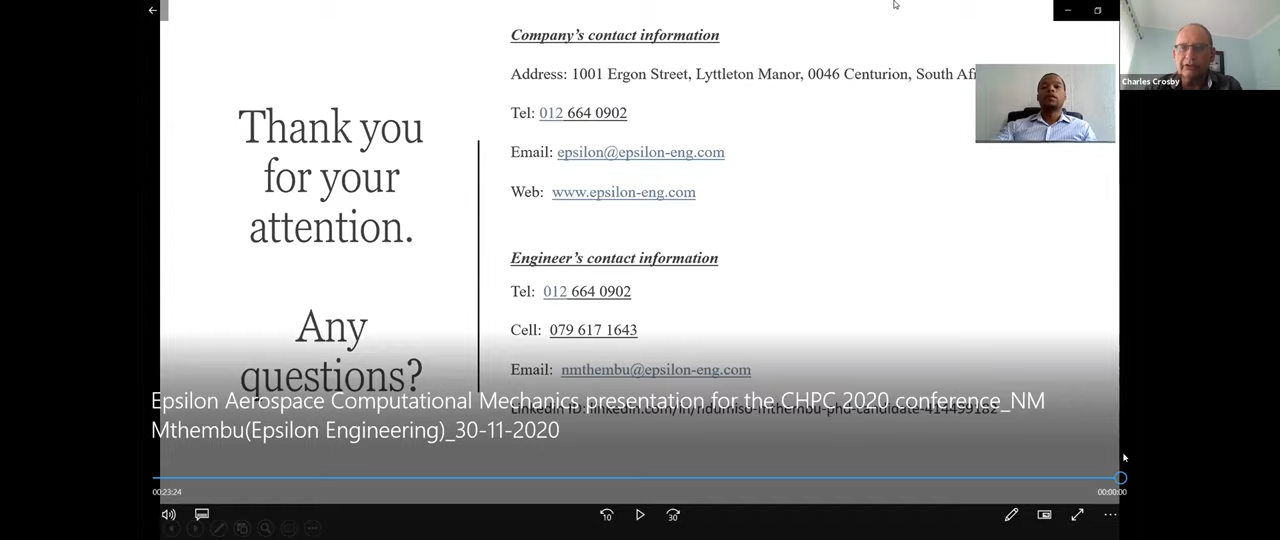 Thank you
for your
attention.
Any
questions?
Company's contact information
Address: 1001 Ergon Street, Lyttleton Manor, 0046 Centurion, South Afri
Tel: 012 664 0902
Email: epsilon@epsilon-eng.com
Web: www.epsilon-eng.com
Engineer's contact information
Tel: 012 664 0902
Cell: 079 617 1643
Email: nmthembu@epsilon-eng.com
Charles Crosby
Epsilon Aerospace Computational Mechanics presentation for the CHPC 2020 conference_NM
Mthembu(Epsilon Engineering)_30-11-2020
00:23:24
00:00:00
10
30